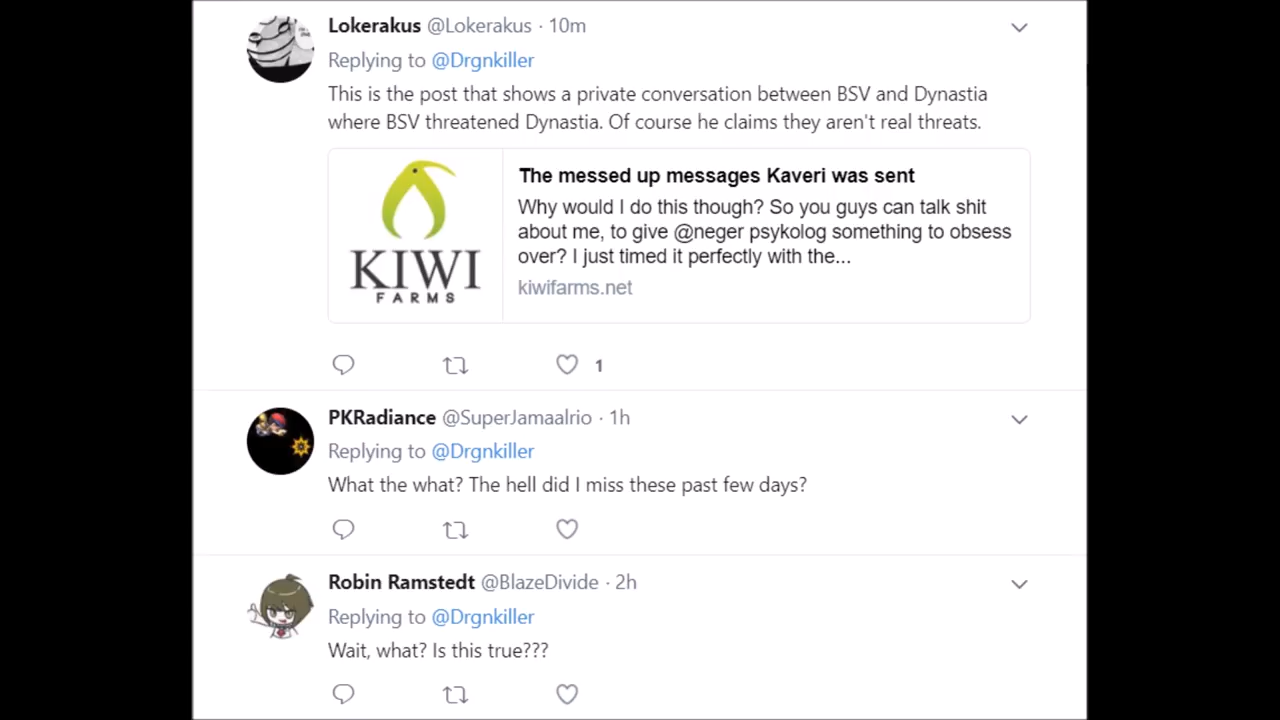 Lokerakus @Lokerakus · 10m
Replying to @Drgnkiller
This is the post that shows a private conversation between BSV and Dynastia
where BSV threatened Dynastia. Of course he claims they aren't real threats.
KIWI
FARMS
The messed up messages Kaveri was sent
Why would I do this though? So you guys can talk shit
about me, to give @neger psykolog something to obsess
over? I just timed it perfectly with the...
kiwifarms.net
1
PKRadiance @SuperJamaalrio · 1h
Replying to @Drgnkiller
What the what? The hell did I miss these past few days?
Robin Ramstedt @BlazeDivide · 2h
Replying to @Drgnkiller
Wait, what? Is this true???